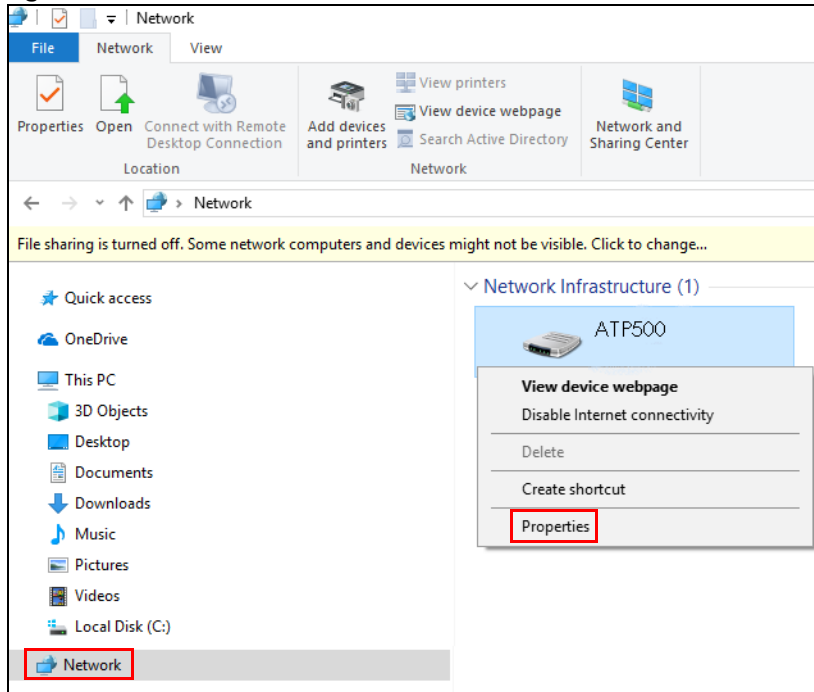 Network
File
Network
View
Properties
Open
Connect with Remote
Desktop Connection
Location
Add devices
and printers
View printers
View device webpage
Search Active Directory
Network
Network and
Sharing Center
Network
File sharing is turned off. Some network computers and devices might not be visible. Click to change...
Quick access
OneDrive
This PC
3D Objects
Desktop
Documents
Downloads
Music
Pictures
Videos
Local Disk (C:)
Network
Network Infrastructure (1)
ATP500
View device webpage
Disable Internet connectivity
Delete
Create shortcut
Properties